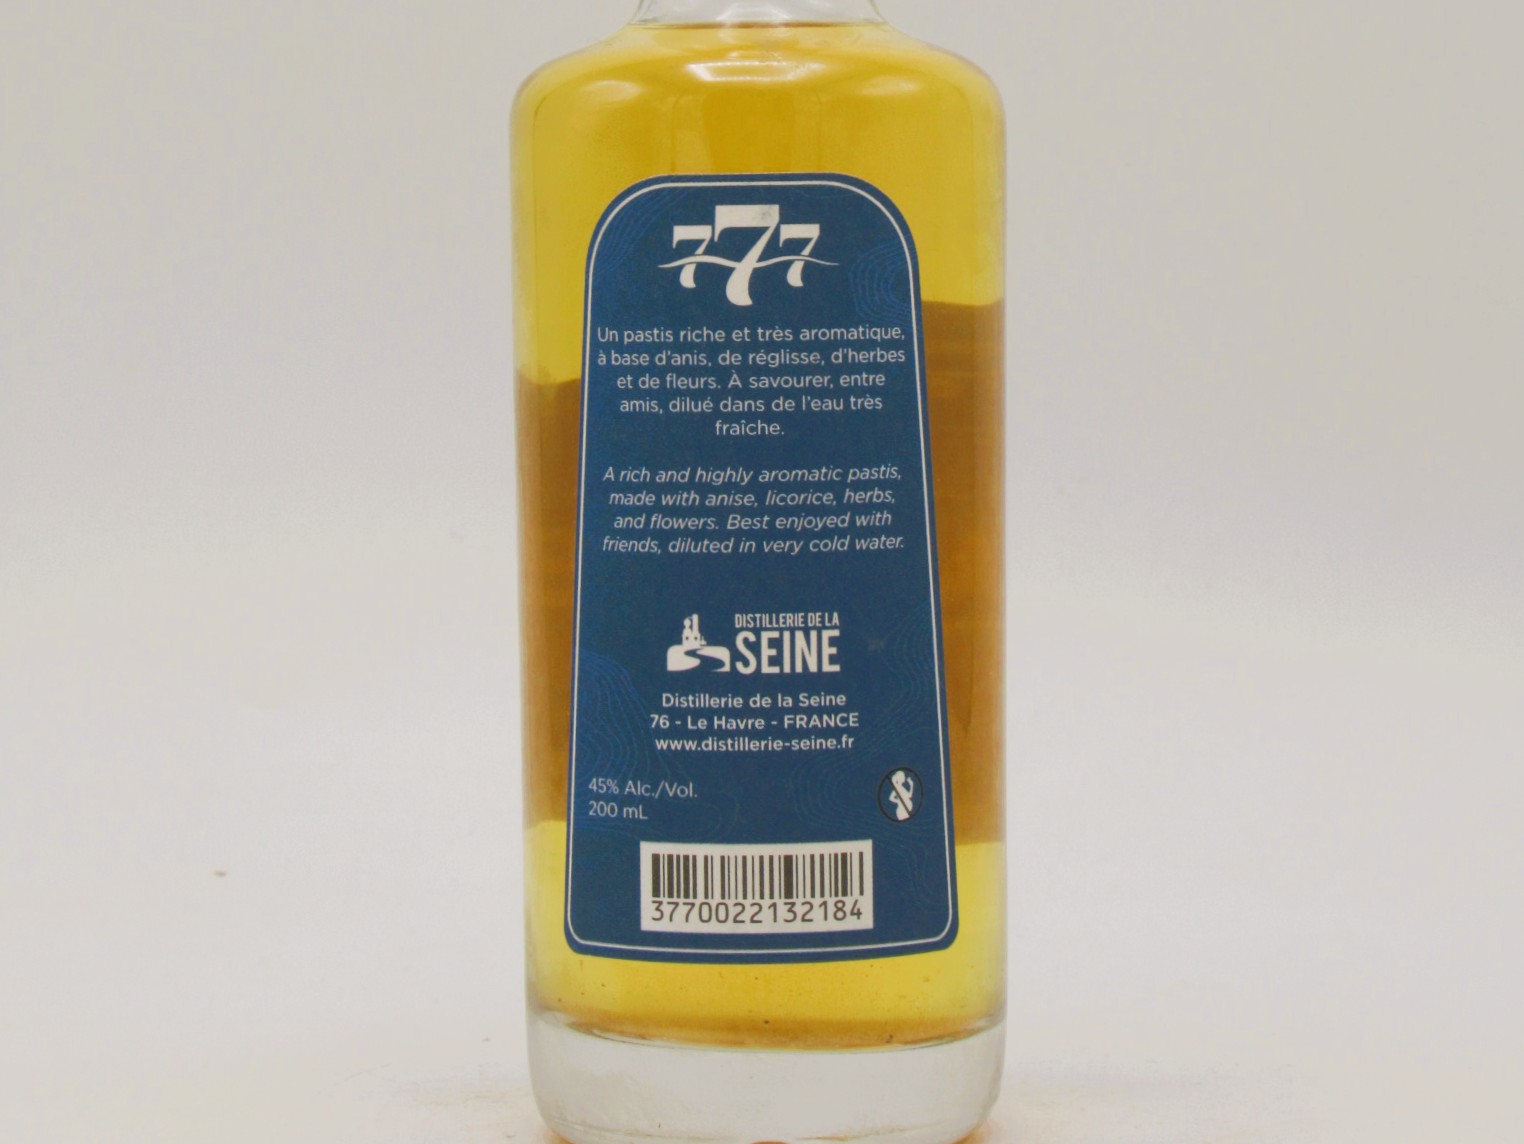 777
Un pastis riche et très aromatique,
à base d'anis, de réglisse, d'herbes
et de fleurs. À savourer, entre
amis, dilué dans de l'eau très
fraîche.
A rich and highly aromatic pastis,
made with anise, licorice, herbs,
and flowers. Best enjoyed with
friends, diluted in very cold water.
DISTILLERIE DE LA
SEINE
Distillerie de la Seine
76 - Le Havre - FRANCE
www.distillerie-seine.fr
45% Alc./Vol.
200 mL
3770022132184